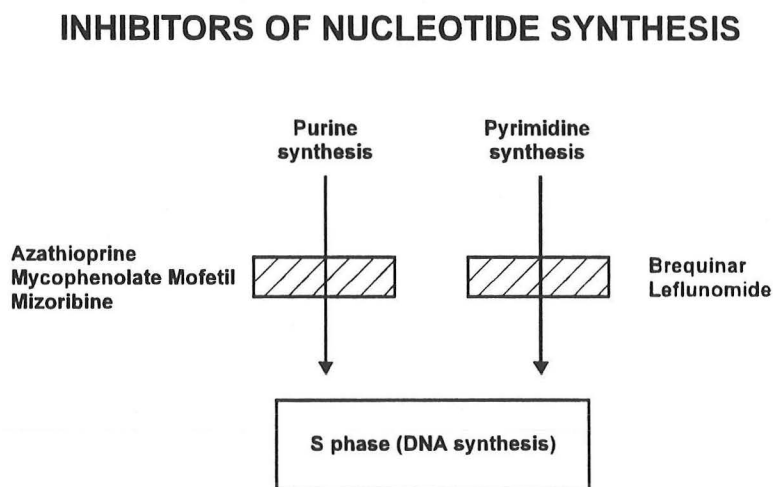 INHIBITORS OF NUCLEOTIDE SYNTHESIS
Purine
synthesis
Pyrimidine
synthesis
Azathioprine
Mycophenolate Mofetil
Mizoribine
Brequinar
Leflunomide
S phase (DNA synthesis)